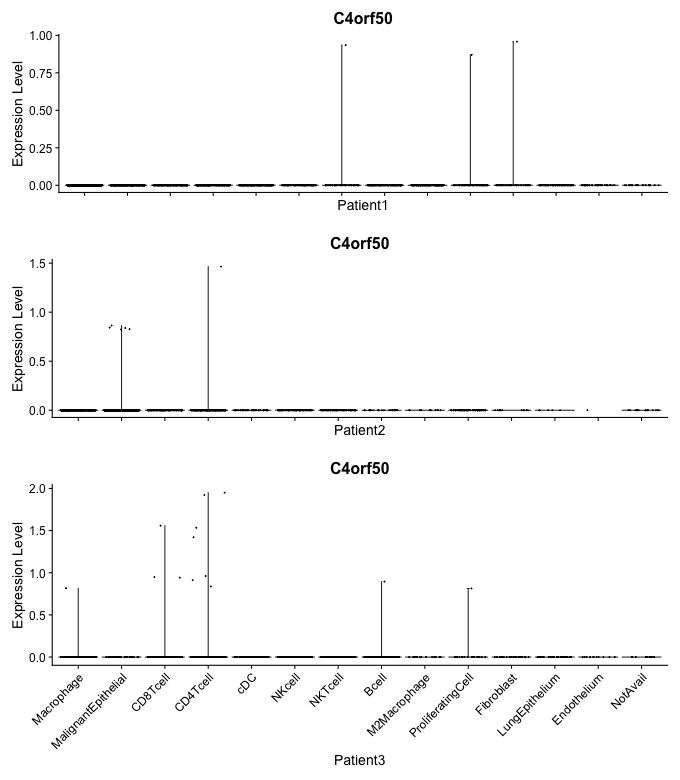 C4orf50
Expression Level
1.00
0.75
0.50
0.25
0.00
Patient1
C4orf50
Expression Level
1.5
1.0
0.5
0.0
Patient2
C4orf50
Expression Level
2.0
1.5
1.0
0.5
0.0
Macrophage
MalignantEpithelial
CD8Tcell
CD4Tcell
cDC
NKcell
NKTcell
Bcell
M2Macrophage
ProliferatingCell
Fibroblast
LungEpithelium
Endothelium
NotAvail
Patient3